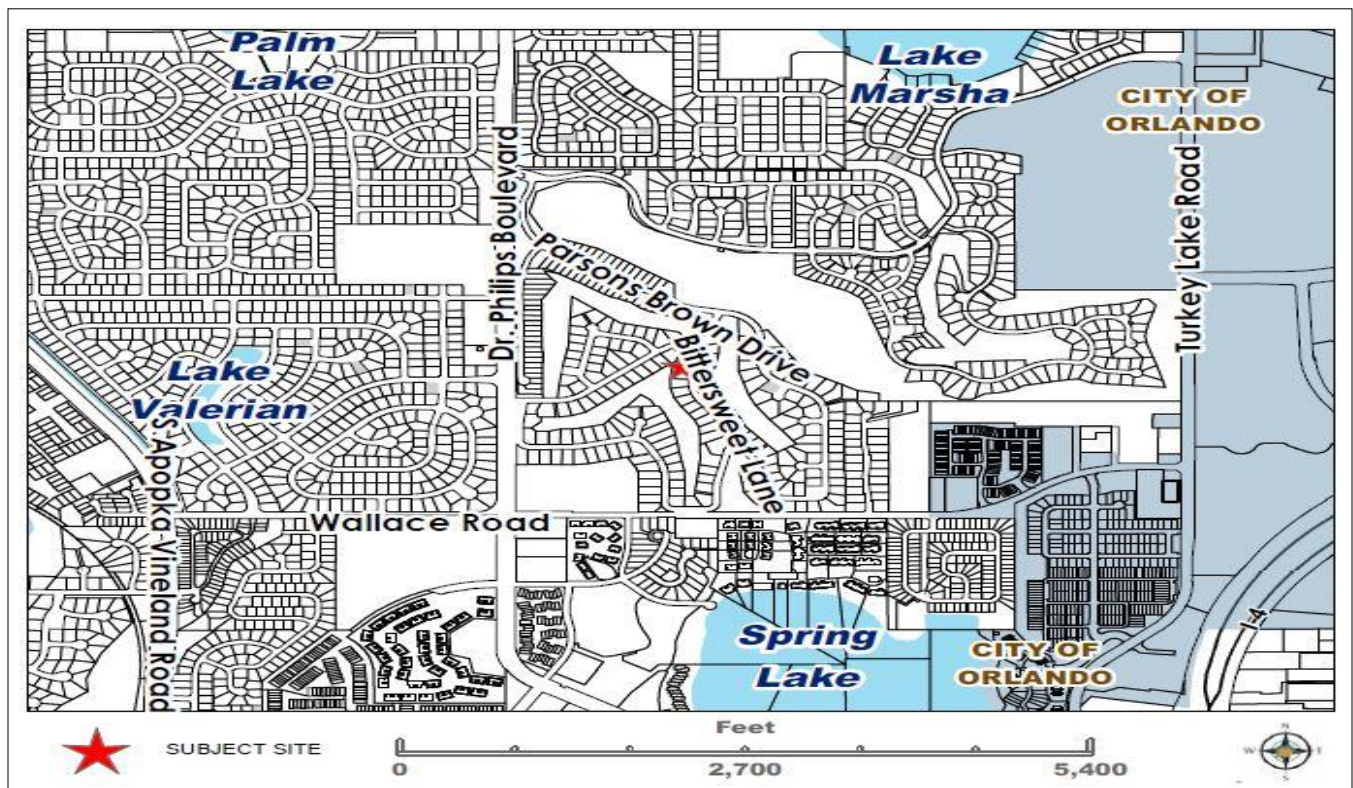 Palm
Lake
Lake
Marsha
CITY OF
ORLANDO
Dr. Philips Boulevard
Turkey Lake Road
Parsons Brown Drive
Bittersweet Lane
Lake
Valerian
S Apopka Vineland Road
Wallace Road
I-4
Spring
Lake
CITY OF
ORLANDO
SUBJECT SITE
Feet
0
2,700
5,400
N
W
E
S